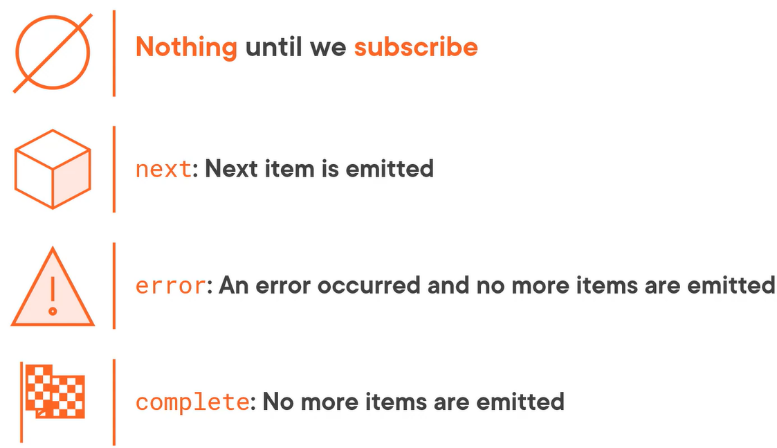 Nothing until we subscribe
next: Next item is emitted
error: An error occurred and no more items are emitted
complete: No more items are emitted